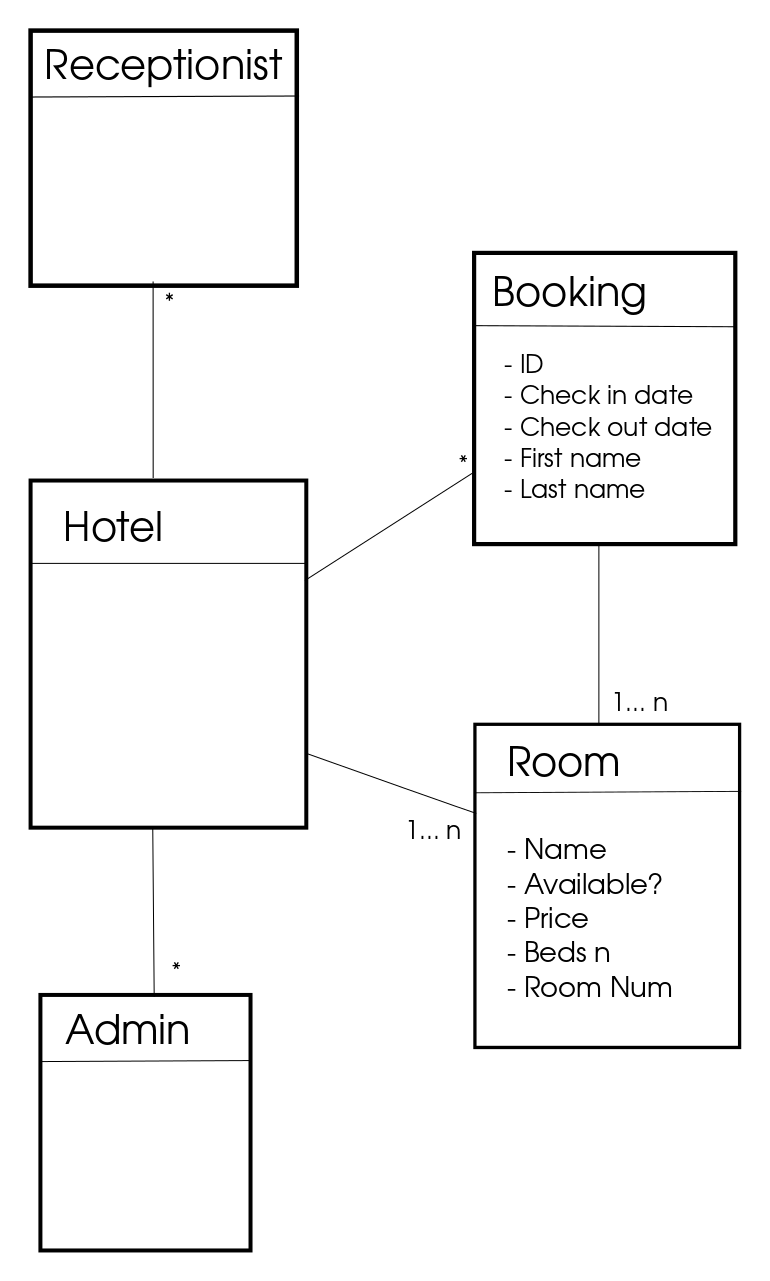 Receptionist
*
Booking
- ID
- Check in date
- Check out date
- First name
- Last name
*
Hotel
1... n
Room
- Name
- Available?
- Price
- Beds n
- Room Num
1... n
*
Admin